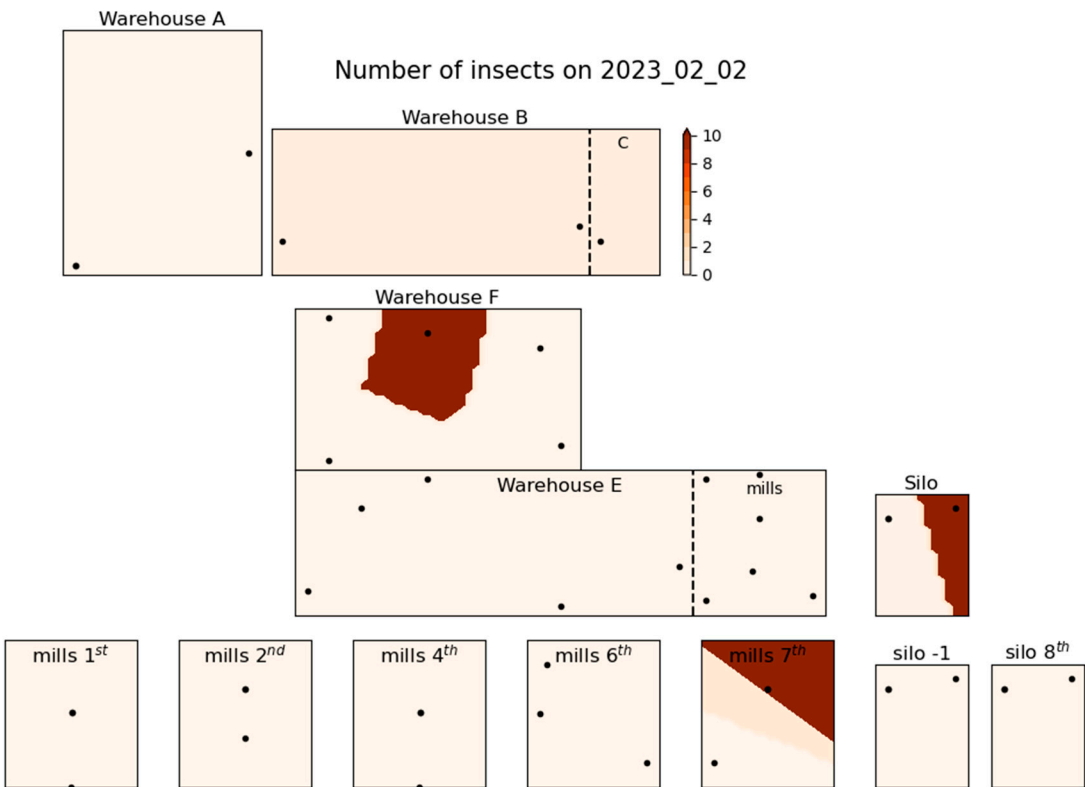 Warehouse A
Number of insects on 2023_02_02
Warehouse B
C
10
8
6
4
2
0
Warehouse F
Warehouse E
mills
Silo
mills 1st
mills 2nd
mills 4th
mills 6th
mills 7th
silo -1
silo 8th